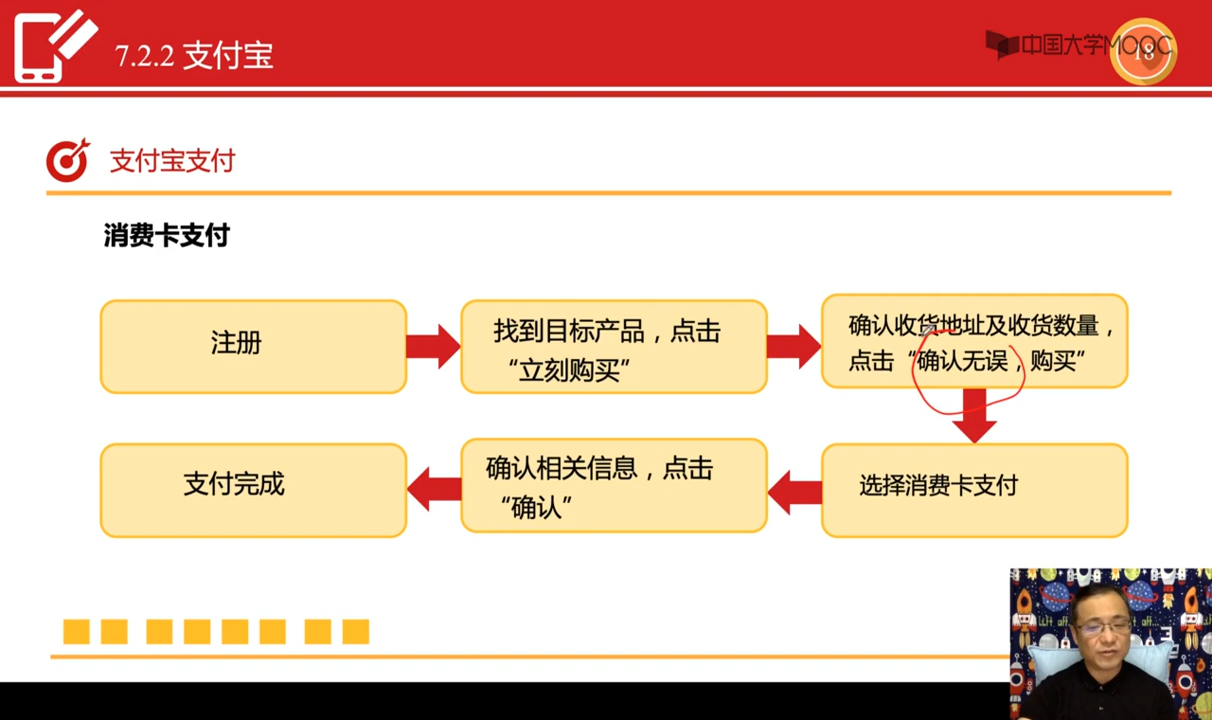 7.2.2 支付宝
中国大学MOOC
18
支付宝支付
消费卡支付
注册
找到目标产品，点击
“立刻购买”
确认收货地址及收货数量，
点击“确认无误，购买”
支付完成
确认相关信息，点击
“确认”
选择消费卡支付